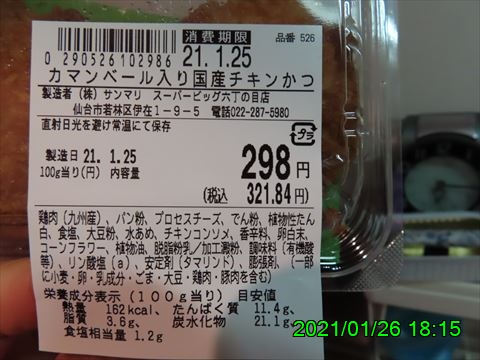 消費期限 21.1.25 品番 526
0 290526 102986
カマンベール入り国産チキンかつ
製造者(株)サンマリ スーパービッグ六丁の目店
仙台市若林区伊在1-9-5 電話022-287-5980
直射日光を避け常温にて保存
プラ
製造日 21.1.25
100g当り(円) 内容量
298円
(税込 321.84円)
鶏肉(九州産)、パン粉、プロセスチーズ、でん粉、植物性たん
白、食塩、大豆粉、水あめ、チキンコンソメ、香辛料、卵白末、
コーンフラワー、植物油、脱脂粉乳/加工澱粉、調味料(有機酸
等)、リン酸塩(a)、安定剤(タマリンド)、膨張剤、(一部
に小麦・卵・乳成分・ごま・大豆・鶏肉・豚肉を含む)
栄養成分表示(100g当り) 目安値
熱量 162kcal、たんぱく質 11.4g、
脂質 3.6g、炭水化物 21.1g、
食塩相当量 1.2g
2021/01/26 18:15